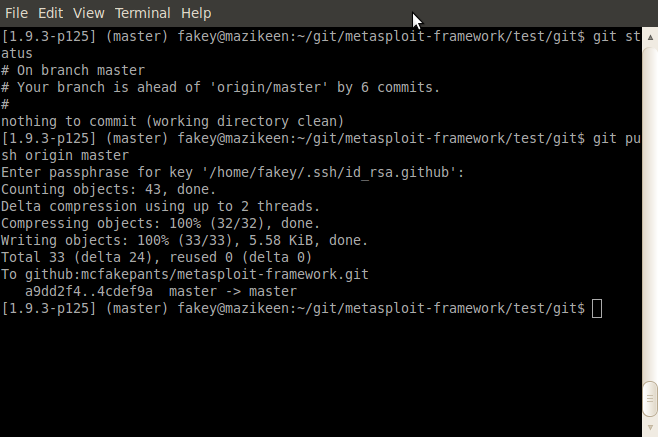 File Edit View Terminal Help
[1.9.3-p125] (master) fakey@mazikeen:~/git/metasploit-framework/test/git$ git st
atus
# On branch master
# Your branch is ahead of 'origin/master' by 6 commits.
#
nothing to commit (working directory clean)
[1.9.3-p125] (master) fakey@mazikeen:~/git/metasploit-framework/test/git$ git pu
sh origin master
Enter passphrase for key '/home/fakey/.ssh/id_rsa.github':
Counting objects: 43, done.
Delta compression using up to 2 threads.
Compressing objects: 100% (32/32), done.
Writing objects: 100% (33/33), 5.58 KiB, done.
Total 33 (delta 24), reused 0 (delta 0)
To github:mcfakepants/metasploit-framework.git
   a9dd2f4..4cdef9a  master -> master
[1.9.3-p125] (master) fakey@mazikeen:~/git/metasploit-framework/test/git$